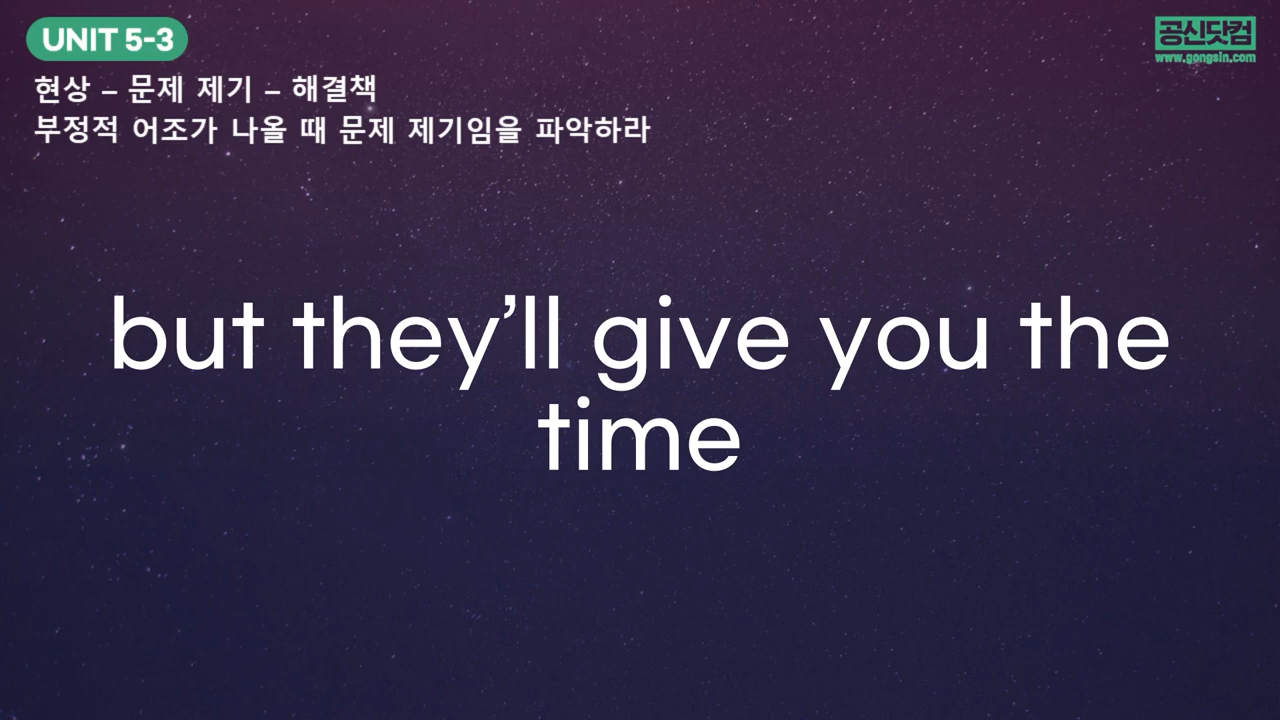 UNIT 5-3
공신닷컴
www.gongsin.com
현상 – 문제 제기 – 해결책
부정적 어조가 나올 때 문제 제기임을 파악하라
but they’ll give you the
time